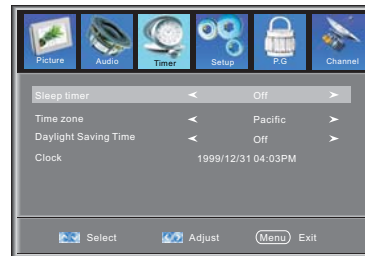 Picture Audio Timer Setup P.G Channel
Sleep timer Off
Time zone Pacific
Daylight Saving Time Off
Clock 1999/12/31 04:03PM
Select Adjust Menu Exit